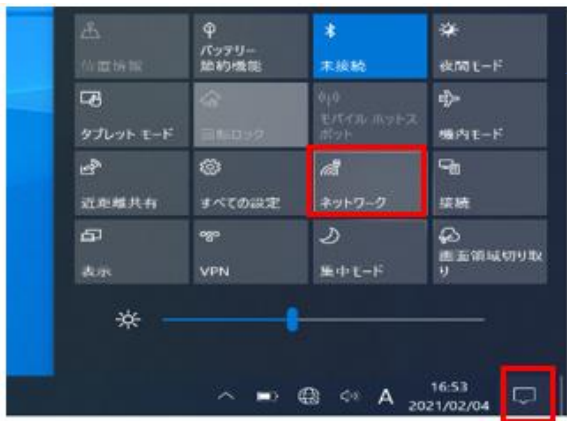 位置情報
バッテリー
節約機能
未接続
夜間モード
タブレット モード
回転ロック
モバイル ホットス
ポット
機内モード
近距離共有
すべての設定
ネットワーク
接続
表示
VPN
集中モード
画面領域切り取
り
A
16:53
2021/02/04